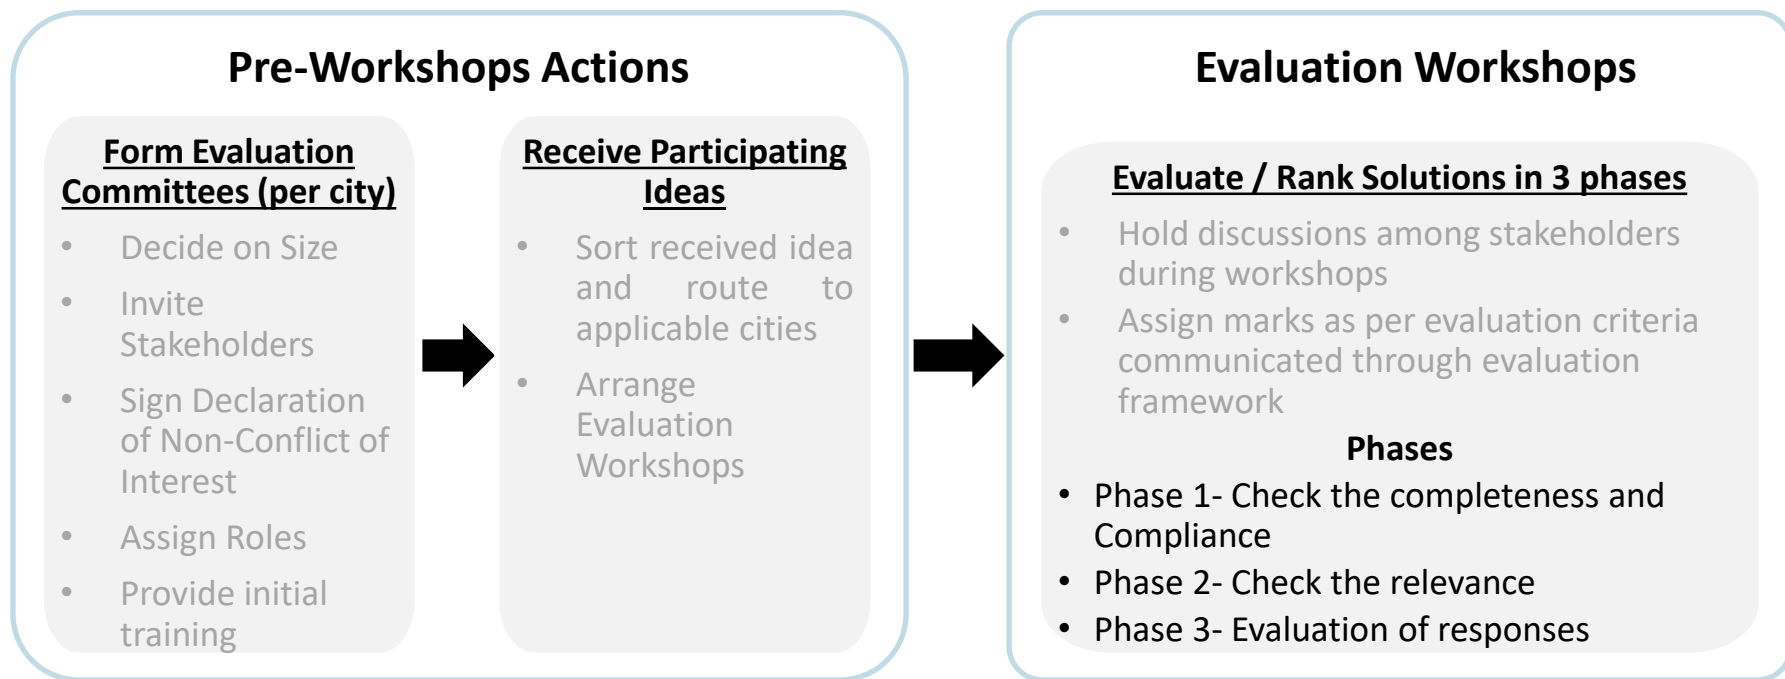 Pre-Workshops Actions
Form Evaluation
Committees (per city)
• Decide on Size
• Invite
Stakeholders
• Sign Declaration
of Non-Conflict of
Interest
• Assign Roles
• Provide initial
training
Receive Participating
Ideas
• Sort received idea
and route to
applicable cities
• Arrange
Evaluation
Workshops
Evaluation Workshops
Evaluate / Rank Solutions in 3 phases
• Hold discussions among stakeholders
during workshops
• Assign marks as per evaluation criteria
communicated through evaluation
framework
Phases
• Phase 1- Check the completeness and
Compliance
• Phase 2- Check the relevance
• Phase 3- Evaluation of responses